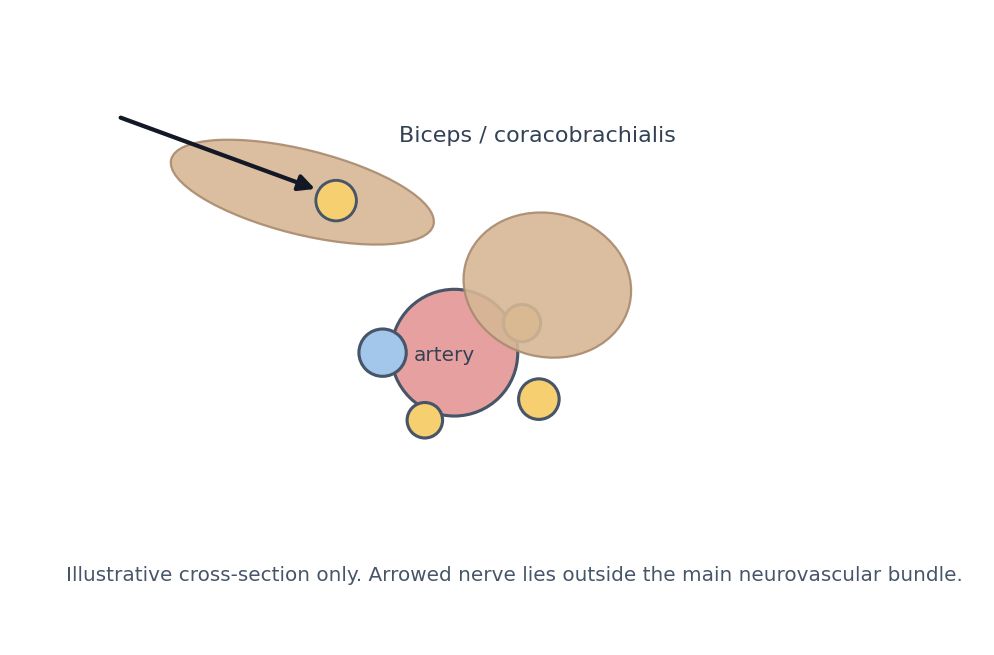 Biceps / coracobrachialis
artery
Illustrative cross-section only. Arrowed nerve lies outside the main neurovascular bundle.